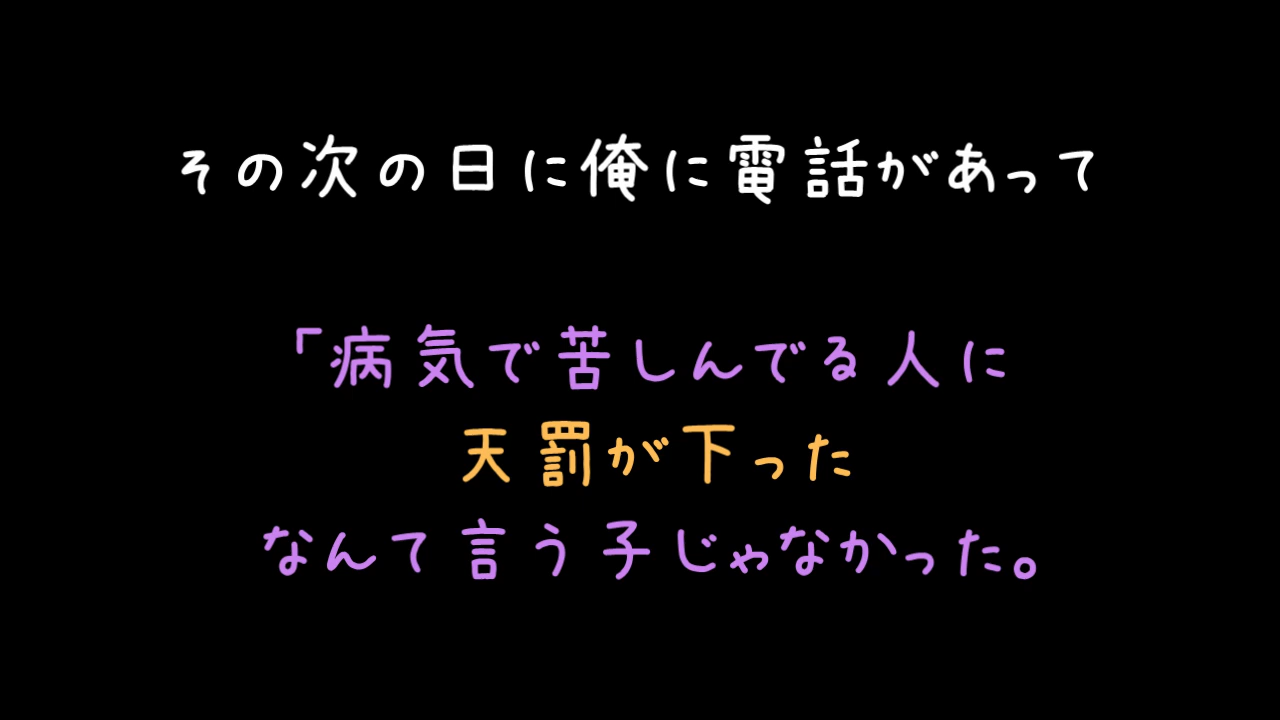 その次の日に俺に電話があって
「病気で苦しんでる人に
天罰が下った
なんて言う子じゃなかった。